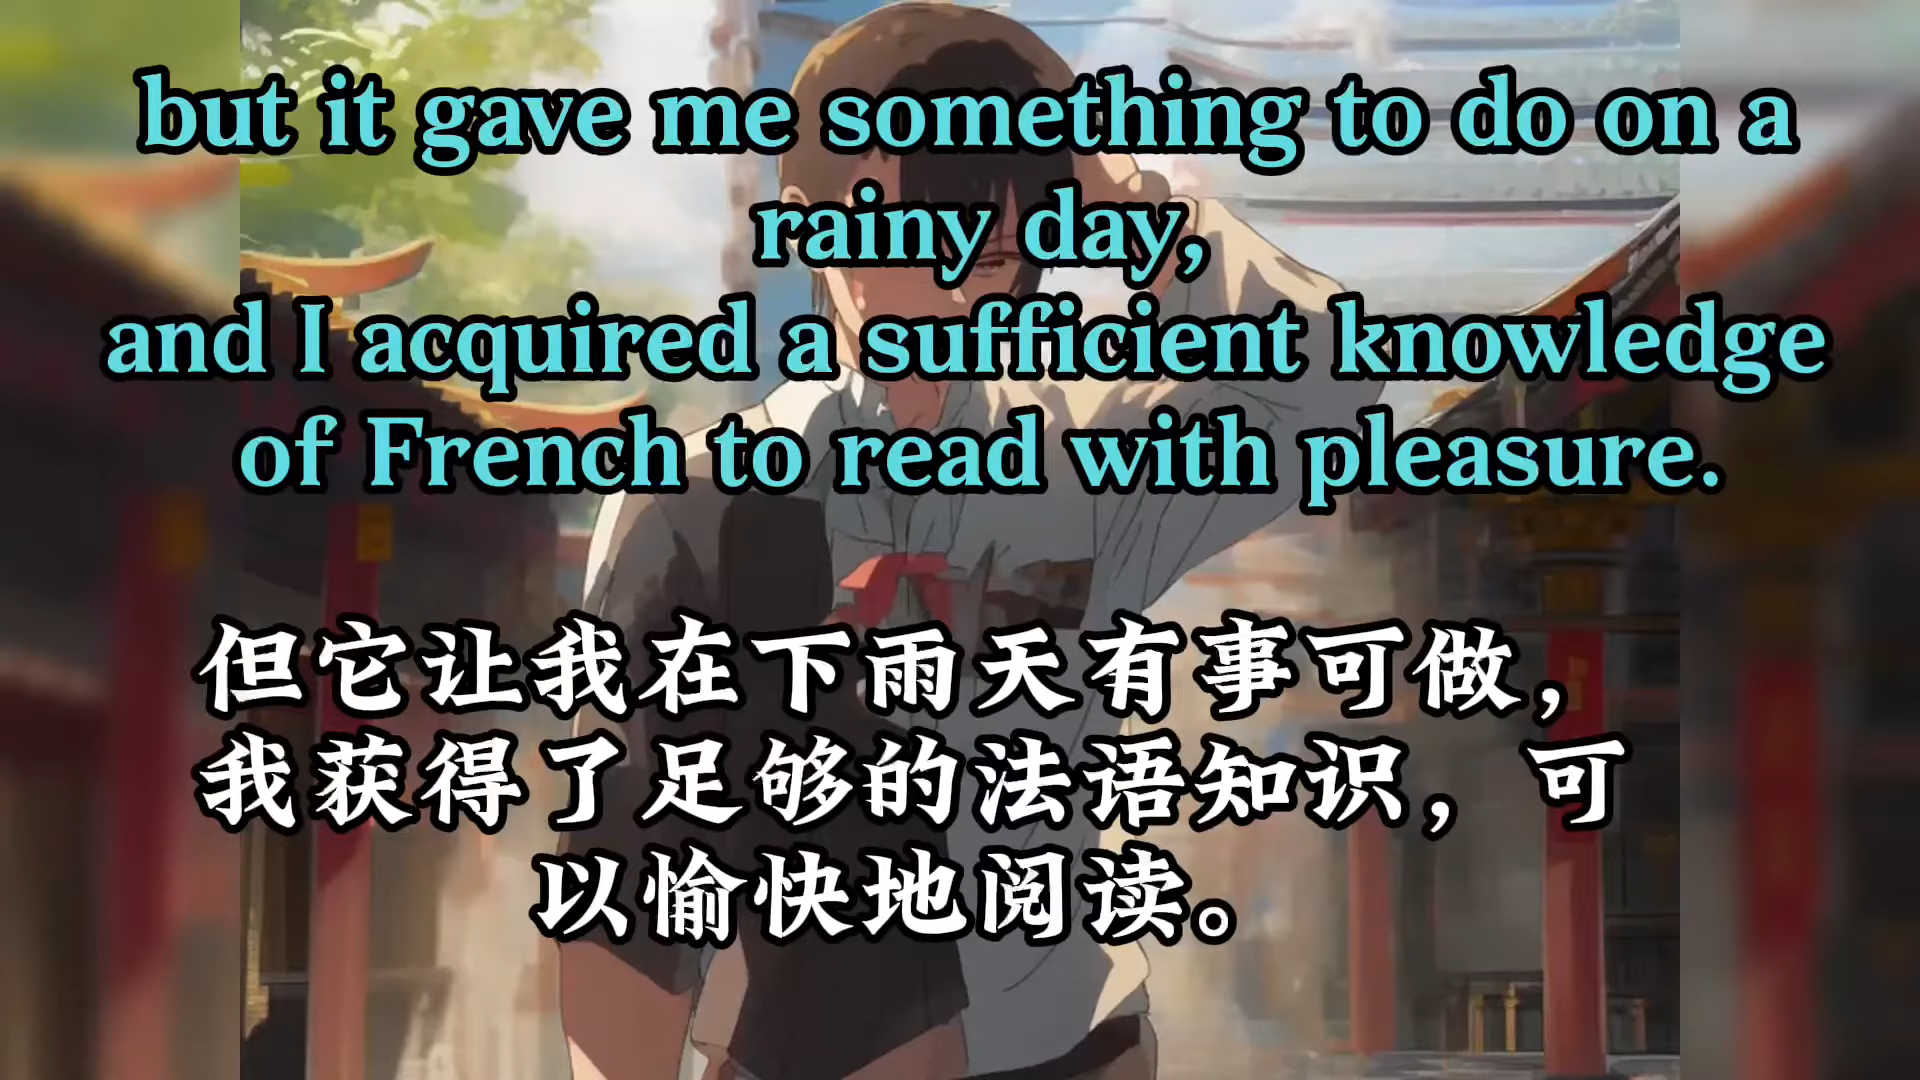 but it gave me something to do on a
rainy day,
and I acquired a sufficient knowledge
of French to read with pleasure.
但它让我在下雨天有事可做，
我获得了足够的法语知识，可
以愉快地阅读。